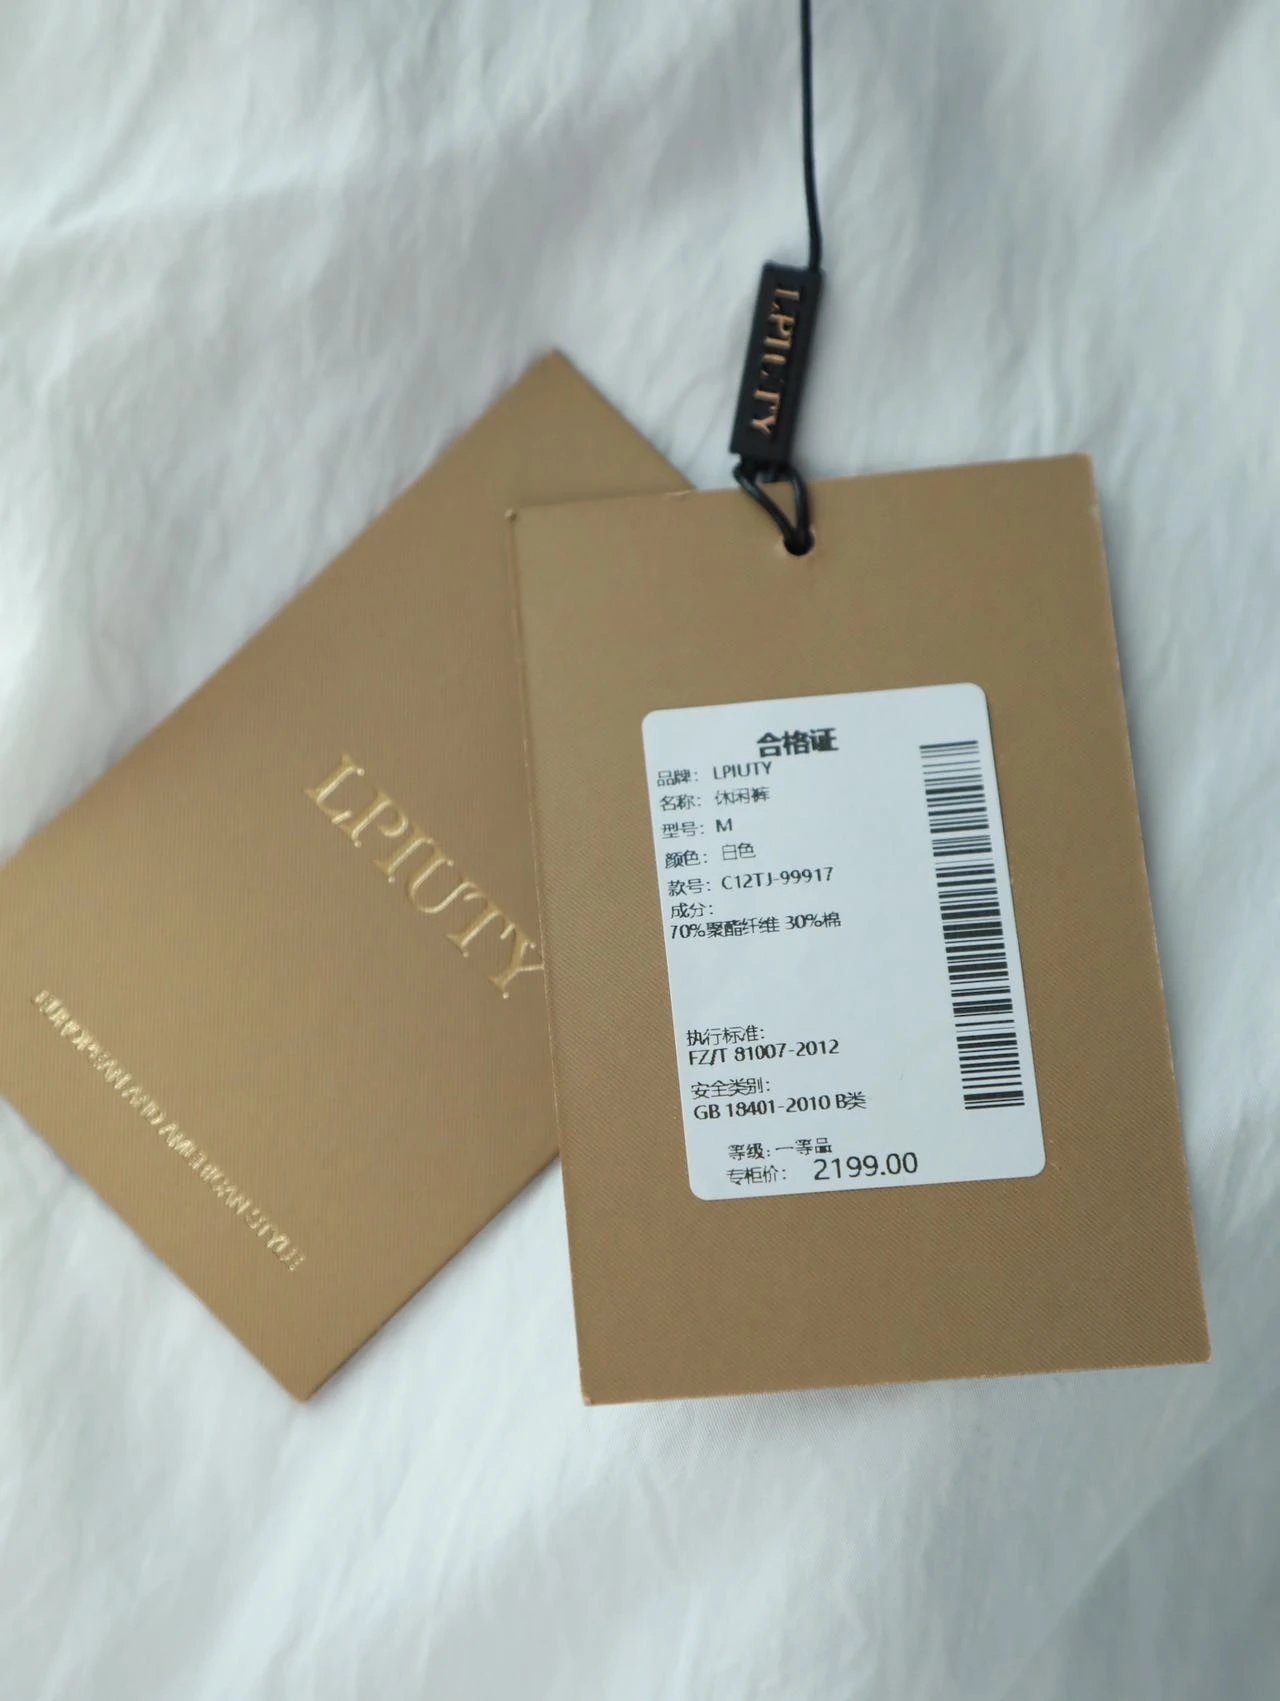 LPIUTY
LPIUTY
EUROPEAN AND AMERICAN STYLE
合格证
品牌: LPIUTY
名称: 休闲裤
型号: M
颜色: 白色
款号: C12TJ-99917
成分:
70%聚酯纤维 30%棉
执行标准:
FZ/T 81007-2012
安全类别:
GB 18401-2010 B类
等级: 一等品
专柜价: 2199.00